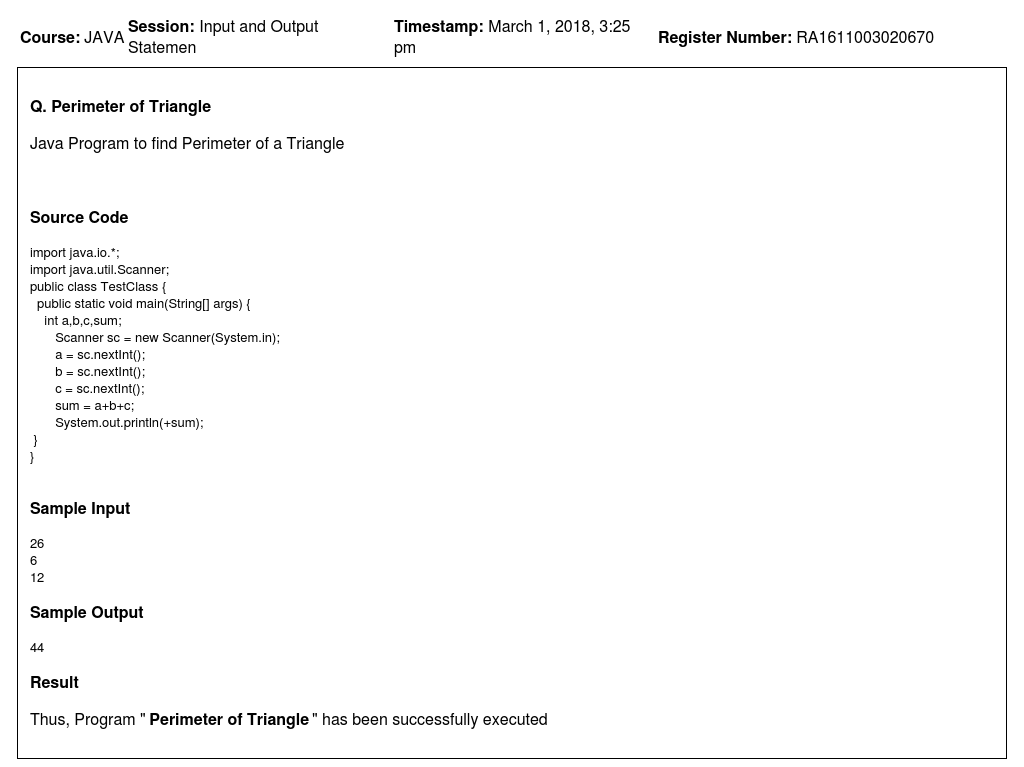 Course: JAVA Session: Input and Output Statemen Timestamp: March 1, 2018, 3:25 pm Register Number: RA1611003020670
Q. Perimeter of Triangle
Java Program to find Perimeter of a Triangle
Source Code
import java.io.*;
import java.util.Scanner;
public class TestClass {
  public static void main(String[] args) {
    int a,b,c,sum;
       Scanner sc = new Scanner(System.in);
       a = sc.nextInt();
       b = sc.nextInt();
       c = sc.nextInt();
       sum = a+b+c;
       System.out.println(+sum);
 }
}
Sample Input
26
6
12
Sample Output
44
Result
Thus, Program " Perimeter of Triangle " has been successfully executed